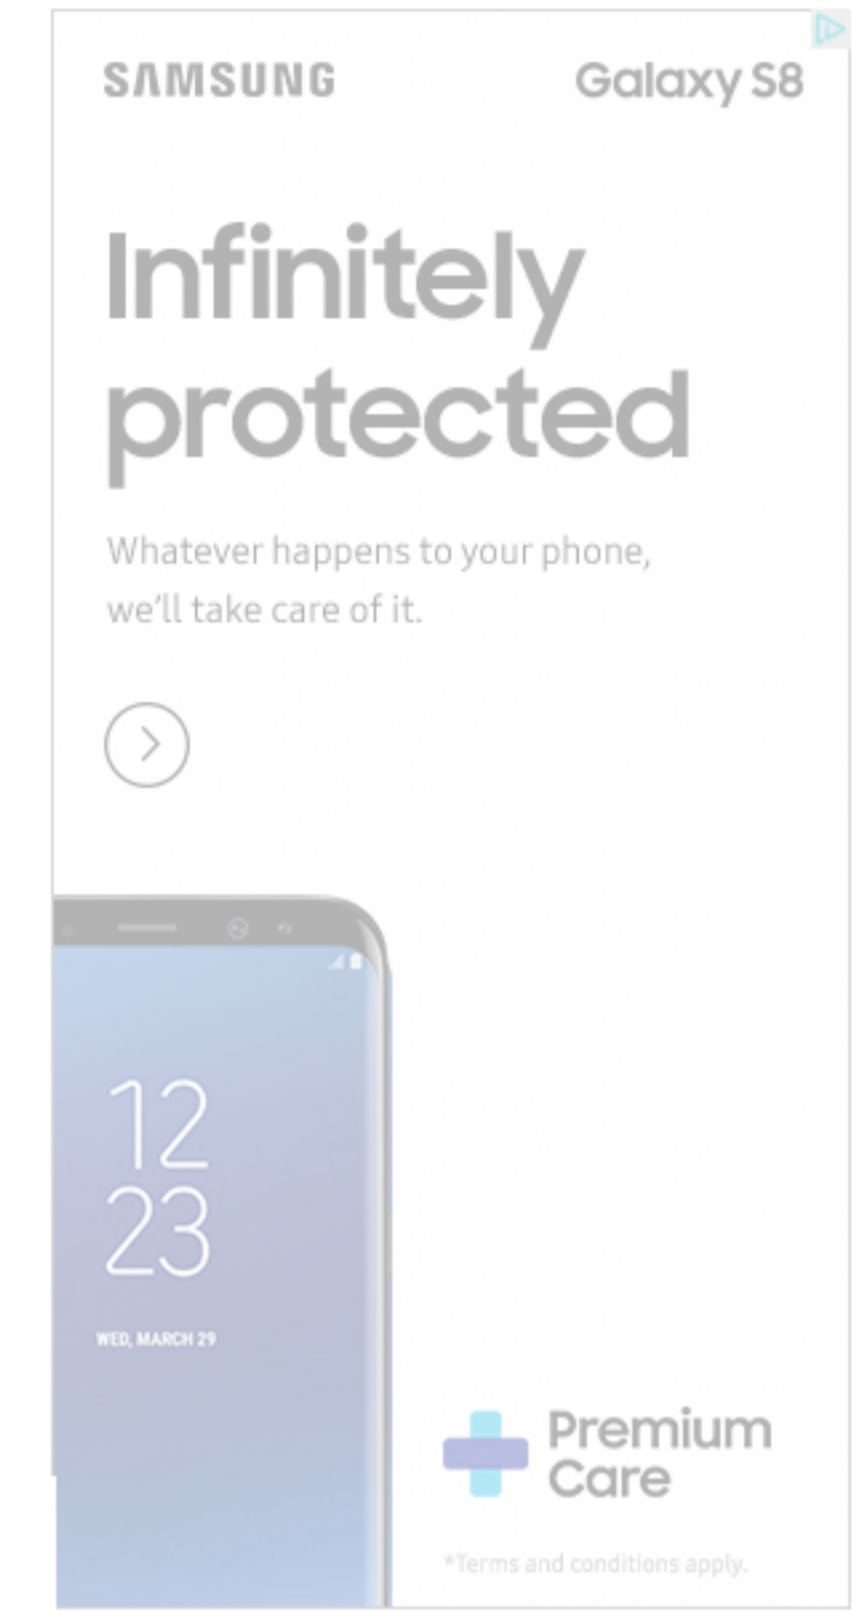 SAMSUNG
Galaxy S8
Infinitely
protected
Whatever happens to your phone,
we'll take care of it.
12
23
WED, MARCH 29
Premium
Care
*Terms and conditions apply.